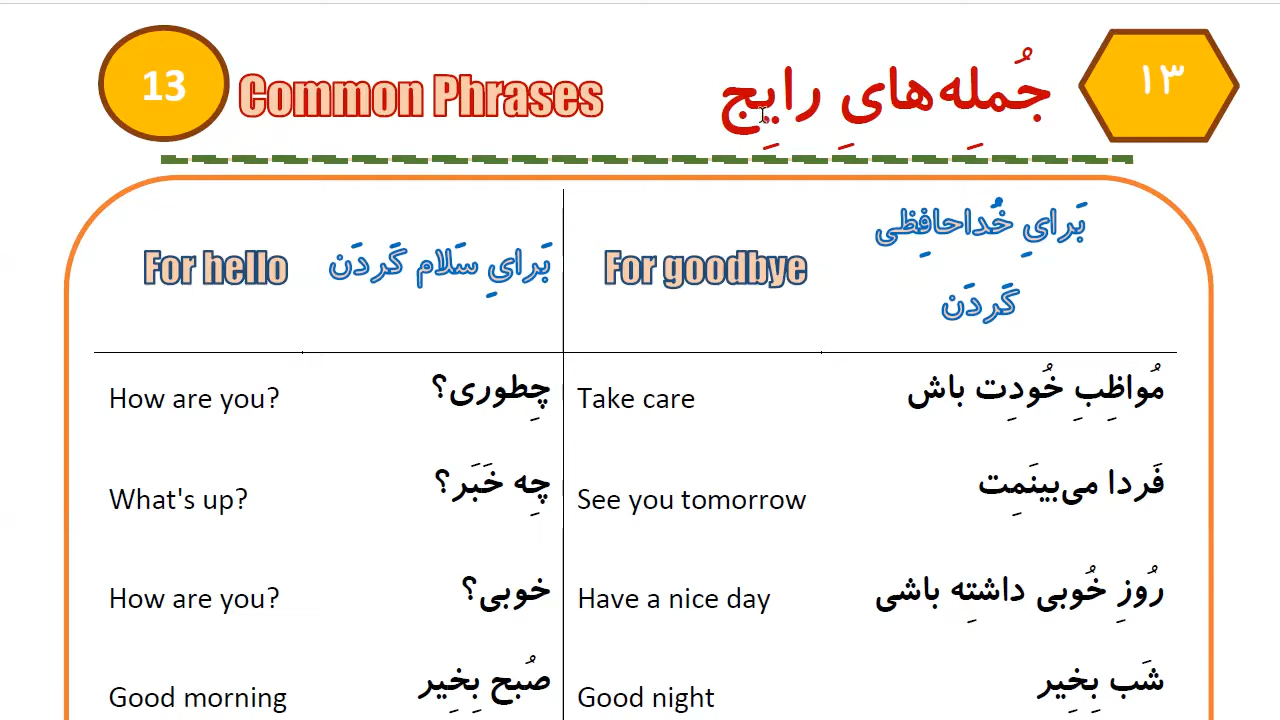 13 Common Phrases جُمله‌هایِ رایِج ۱۳
For hello بَرایِ سَلام کَردَن For goodbye بَرایِ خُداحافِظی
کَردَن
How are you? چِطوری؟ Take care مُواظِبِ خُودِت باش
What's up? چِه خَبَر؟ See you tomorrow فَردا می‌بینَمِت
How are you? خوبی؟ Have a nice day رُوزِ خُوبی داشتِه باشی
Good morning صُبح بِخِیر Good night شَب بِخِیر